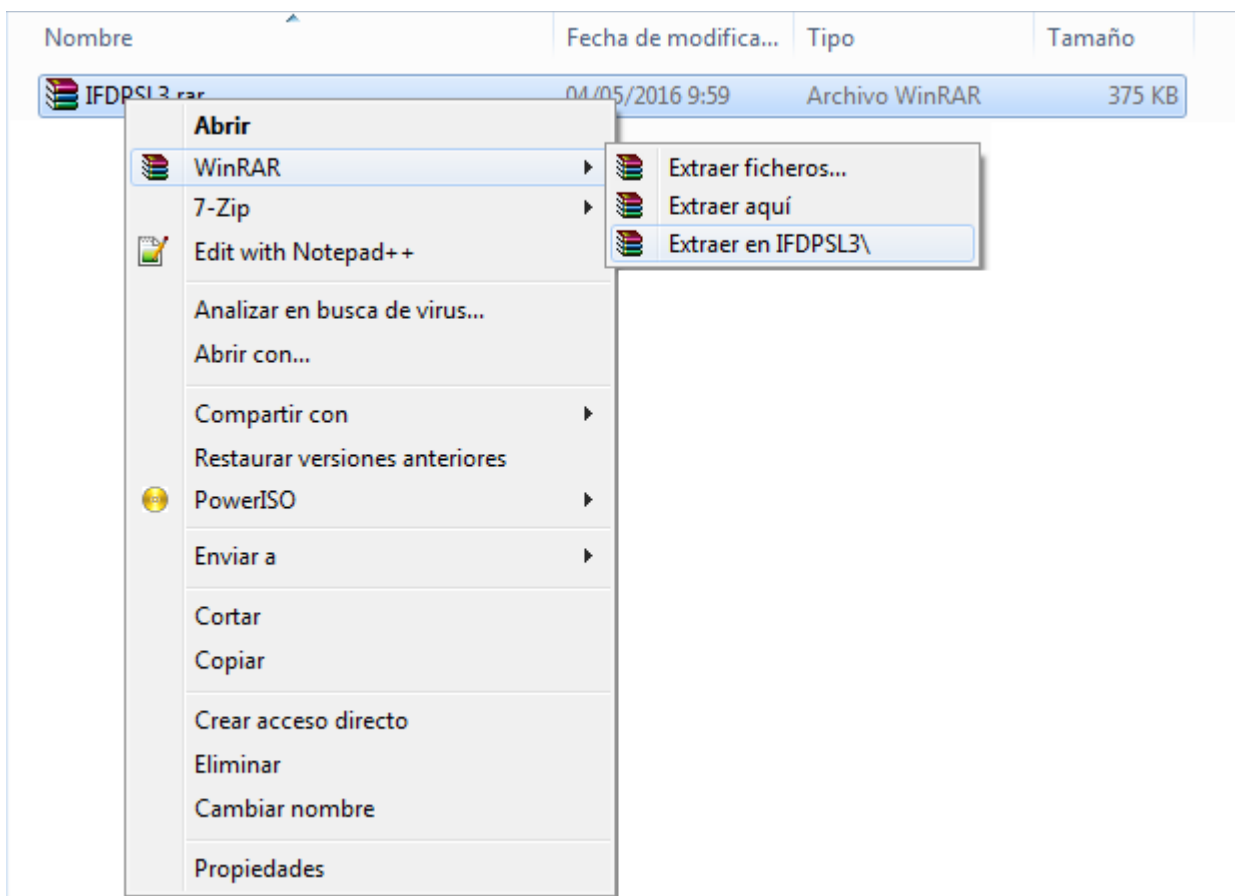 Nombre Fecha de modifica... Tipo Tamaño
IFDPSL3.rar 04/05/2016 9:59 Archivo WinRAR 375 KB
Abrir
WinRAR
7-Zip
Edit with Notepad++
Analizar en busca de virus...
Abrir con...
Compartir con
Restaurar versiones anteriores
PowerISO
Enviar a
Cortar
Copiar
Crear acceso directo
Eliminar
Cambiar nombre
Propiedades
Extraer ficheros...
Extraer aquí
Extraer en IFDPSL3\